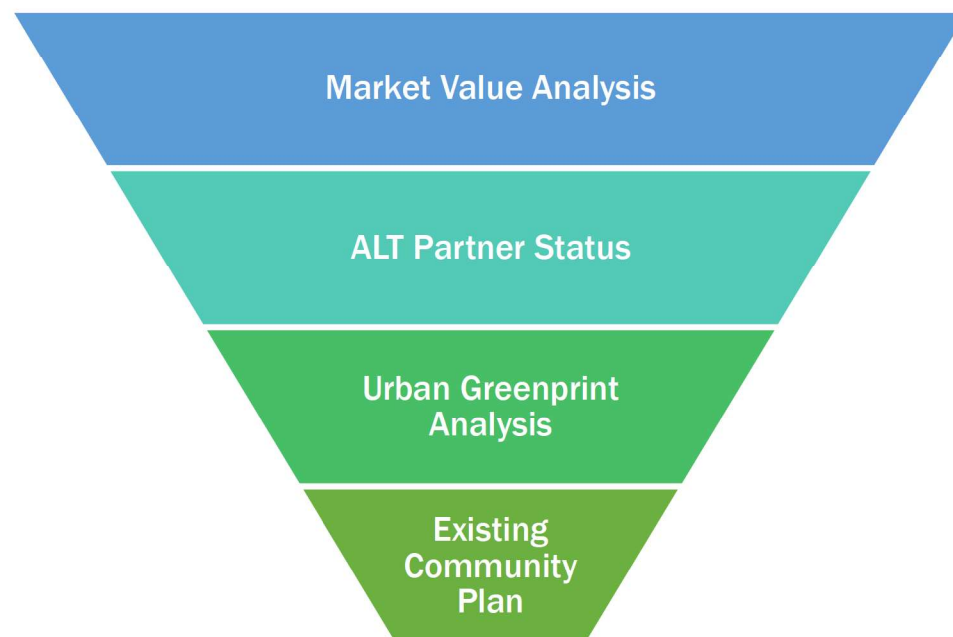 Market Value Analysis
ALT Partner Status
Urban Greenprint
Analysis
Existing
Community
Plan